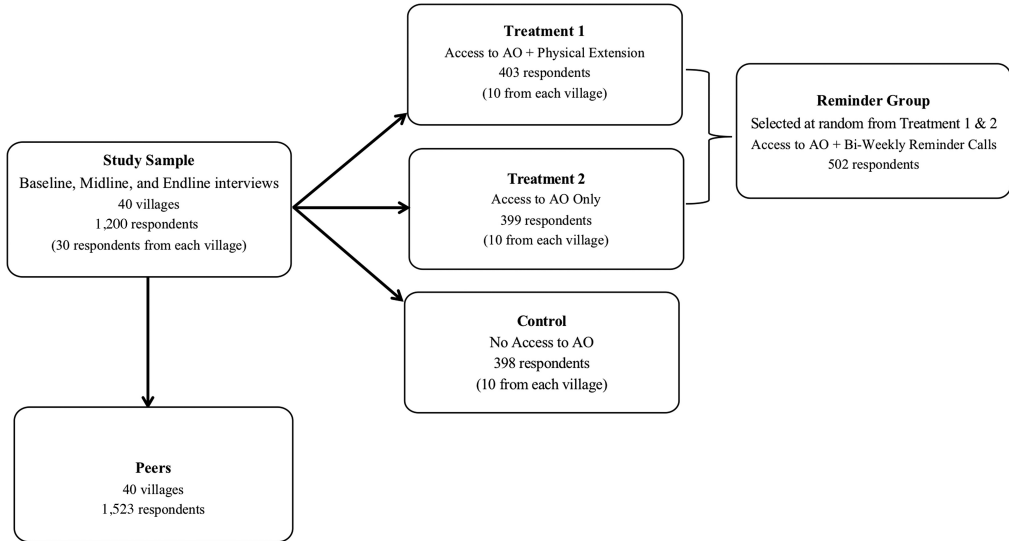 Study Sample
Baseline, Midline, and Endline interviews
40 villages
1,200 respondents
(30 respondents from each village)
Treatment 1
Access to AO + Physical Extension
403 respondents
(10 from each village)
Treatment 2
Access to AO Only
399 respondents
(10 from each village)
Control
No Access to AO
398 respondents
(10 from each village)
Reminder Group
Selected at random from Treatment 1 & 2
Access to AO + Bi-Weekly Reminder Calls
502 respondents
Peers
40 villages
1,523 respondents